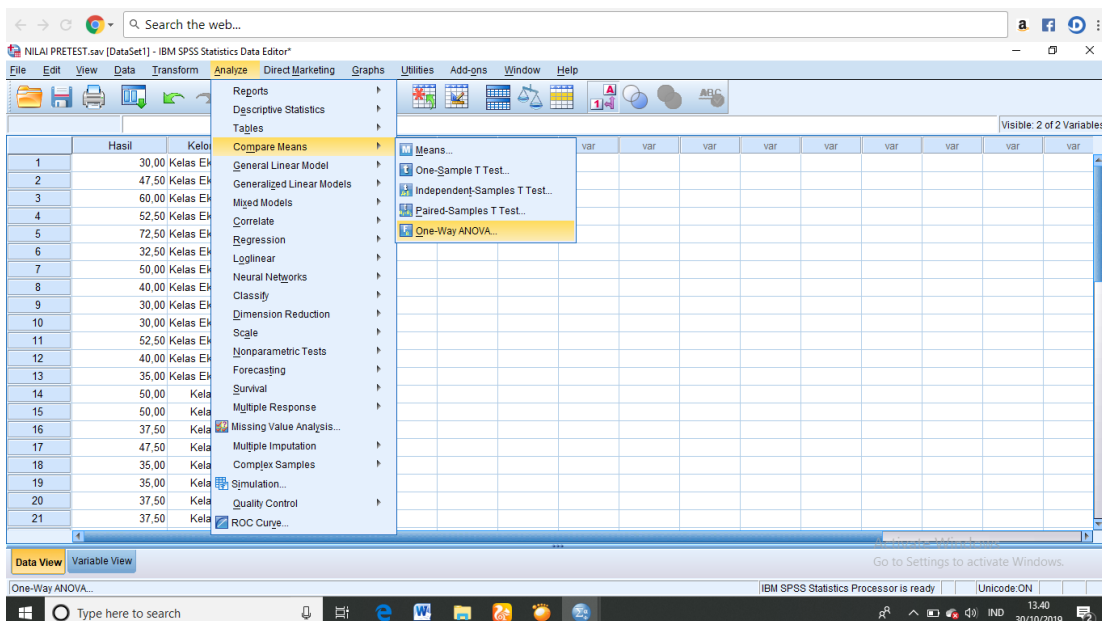 Search the web...
NILAI PRETEST.sav [DataSet1] - IBM SPSS Statistics Data Editor*
File Edit View Data Transform Analyze Direct Marketing Graphs Utilities Add-ons Window Help
Visible: 2 of 2 Variables
Hasil Kelo var var var var var var var var var
Reports
Descriptive Statistics
Tables
Compare Means
General Linear Model
Generalized Linear Models
Mixed Models
Correlate
Regression
Loglinear
Neural Networks
Classify
Dimension Reduction
Scale
Nonparametric Tests
Forecasting
Survival
Multiple Response
Missing Value Analysis...
Multiple Imputation
Complex Samples
Simulation...
Quality Control
ROC Curve...
Means...
One-Sample T Test...
Independent-Samples T Test...
Paired-Samples T Test...
One-Way ANOVA...
1 30,00 Kelas Ek
2 47,50 Kelas Ek
3 60,00 Kelas Ek
4 52,50 Kelas Ek
5 72,50 Kelas Ek
6 32,50 Kelas Ek
7 50,00 Kelas Ek
8 40,00 Kelas Ek
9 30,00 Kelas Ek
10 30,00 Kelas Ek
11 52,50 Kelas Ek
12 40,00 Kelas Ek
13 35,00 Kelas Ek
14 50,00 Kela
15 50,00 Kela
16 37,50 Kela
17 47,50 Kela
18 35,00 Kela
19 35,00 Kela
20 37,50 Kela
21 37,50 Kela
Data View Variable View
Go to Settings to activate Windows.
One-Way ANOVA... IBM SPSS Statistics Processor is ready Unicode:ON
Type here to search IND 13.40
30/10/2019